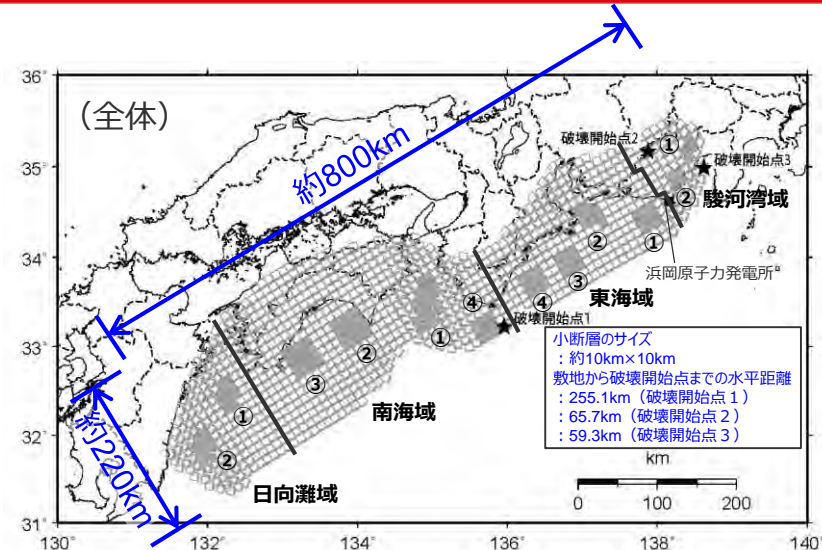 (全体)
約800km
約220km
36°
35°
34°
33°
32°
31°
130°
132°
134°
136°
138°
140°
破壊開始点2
①
破壊開始点3
②
駿河湾域
②
①
浜岡原子力発電所
③
④
東海域
④
破壊開始点1
①
②
③
南海域
①
②
日向灘域
小断層のサイズ
:約10km×10km
敷地から破壊開始点までの水平距離
:255.1km(破壊開始点1)
:65.7km(破壊開始点2)
:59.3km(破壊開始点3)
km
0 100 200